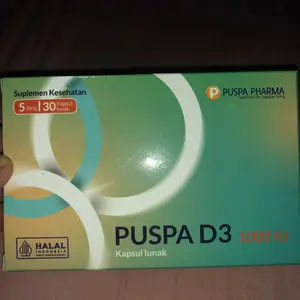 Suplemen Kesehatan
5 Strip | 30 Kapsul lunak
PUSPA PHARMA
HALAL
INDONESIA
PUSPA D3 1000 IU
Kapsul lunak